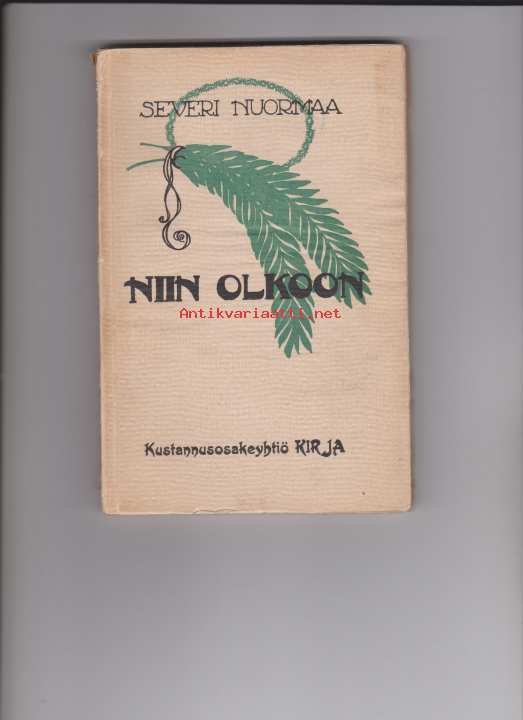 SEVERI NUORMAA
NIIN OLKOON
Antikvariaatti.net
Kustannusosakeyhtiö KIRJA